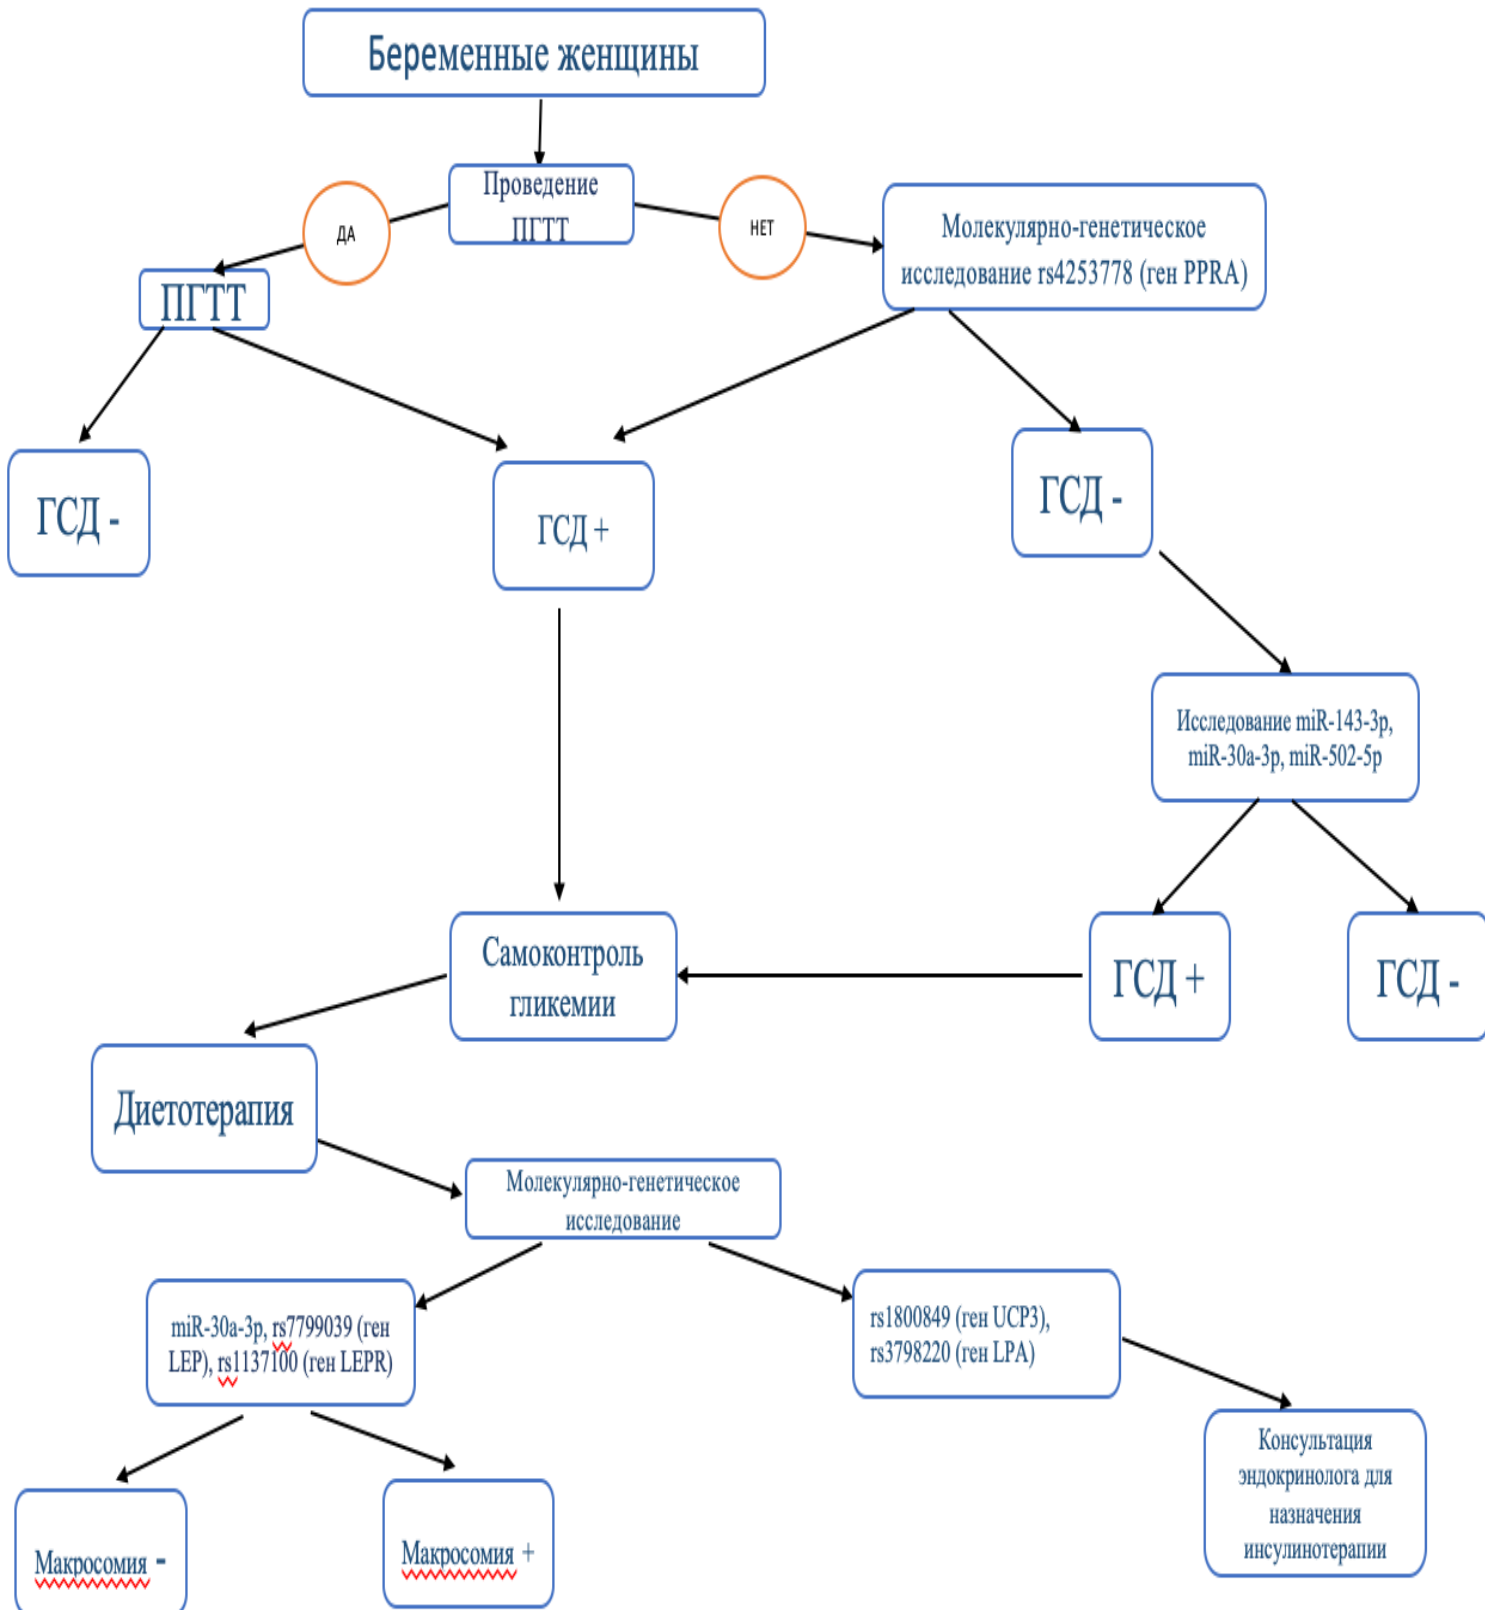 Беременные женщины
Проведение
ПГТТ
ДА
НЕТ
Молекулярно-генетическое
исследование rs4253778 (ген PPRA)
ПГТТ
ГСД -
ГСД +
ГСД -
Исследование miR-143-3p,
miR-30a-3p, miR-502-5p
Самоконтроль
гликемии
ГСД +
ГСД -
Диетотерапия
Молекулярно-генетическое
исследование
miR-30a-3p, rs7799039 (ген
LEP), rs1137100 (ген LEPR)
rs1800849 (ген UCP3),
rs3798220 (ген LPA)
Консультация
эндокринолога для
назначения
инсулинотерапии
Макросомия -
Макросомия +